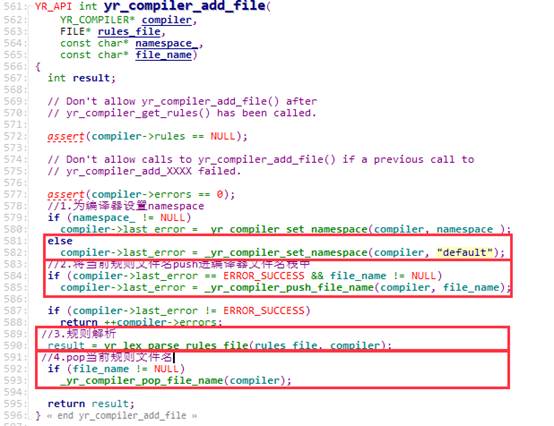 561: YR_API int yr_compiler_add_file(
562: YR_COMPILER* compiler,
563: FILE* rules_file,
564: const char* namespace_,
565: const char* file_name)
566: {
567: int result;
568:
569: // Don't allow yr_compiler_add_file() after
570: // yr_compiler_get_rules() has been called.
571:
572: assert(compiler->rules == NULL);
573:
574: // Don't allow calls to yr_compiler_add_file() if a previous call to
575: // yr_compiler_add_XXXX failed.
576:
577: assert(compiler->errors == 0);
578: //1.为编译器设置namespace
579: if (namespace_ != NULL)
580: compiler->last_error = _yr_compiler_set_namespace(compiler, namespace_);
581: else
582: compiler->last_error = _yr_compiler_set_namespace(compiler, "default");
583: //2.将当前规则文件名push进编译器文件名栈中
584: if (compiler->last_error == ERROR_SUCCESS && file_name != NULL)
585: compiler->last_error = _yr_compiler_push_file_name(compiler, file_name);
586:
587: if (compiler->last_error != ERROR_SUCCESS)
588: return ++compiler->errors;
589: //3.规则解析
590: result = yr_lex_parse_rules_file(rules_file, compiler);
591: //4.pop当前规则文件名
592: if (file_name != NULL)
593: _yr_compiler_pop_file_name(compiler);
594:
595: return result;
596: } « end yr_compiler_add_file »